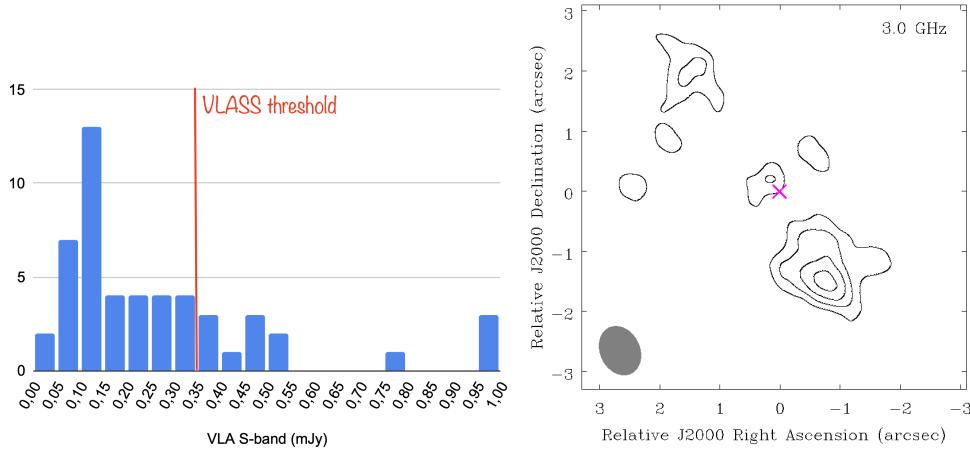 15
VLASS threshold
10
5
0
0,00 0,05 0,10 0,15 0,20 0,25 0,30 0,35 0,40 0,45 0,50 0,55 0,60 0,65 0,70 0,75 0,80 0,85 0,90 0,95 1,00
VLA S-band (mJy)
3.0 GHz
Relative J2000 Declination (arcsec)
3
2
1
0
−1
−2
−3
3 2 1 0 −1 −2 −3
Relative J2000 Right Ascension (arcsec)